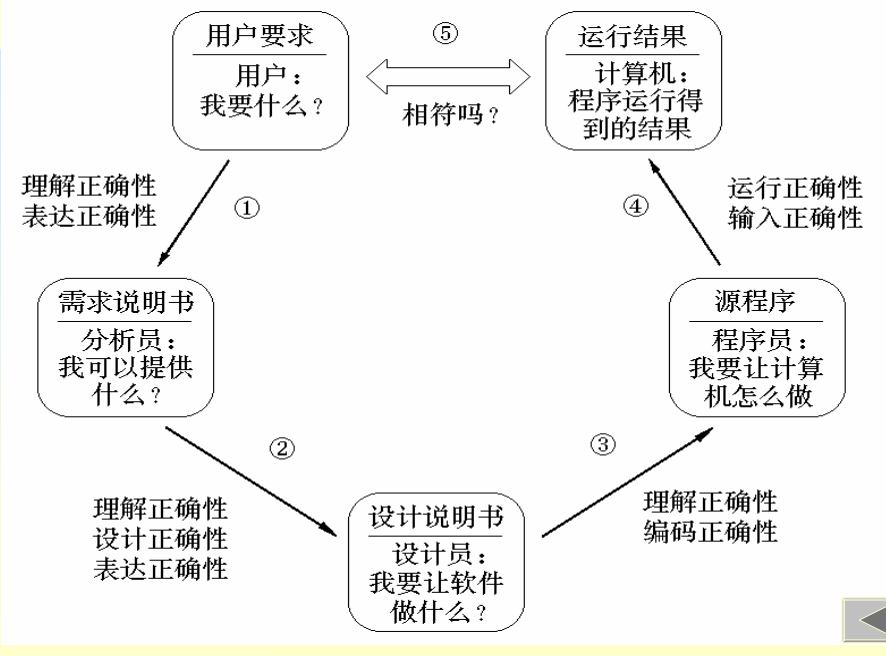 用户要求
用户：
我要什么？
⑤
相符吗？
运行结果
计算机：
程序运行得
到的结果
理解正确性
表达正确性
①
④
运行正确性
输入正确性
需求说明书
分析员：
我可以提供
什么？
源程序
程序员：
我要让计算
机怎么做
②
③
理解正确性
设计正确性
表达正确性
设计说明书
设计员：
我要让软件
做什么？
理解正确性
编码正确性